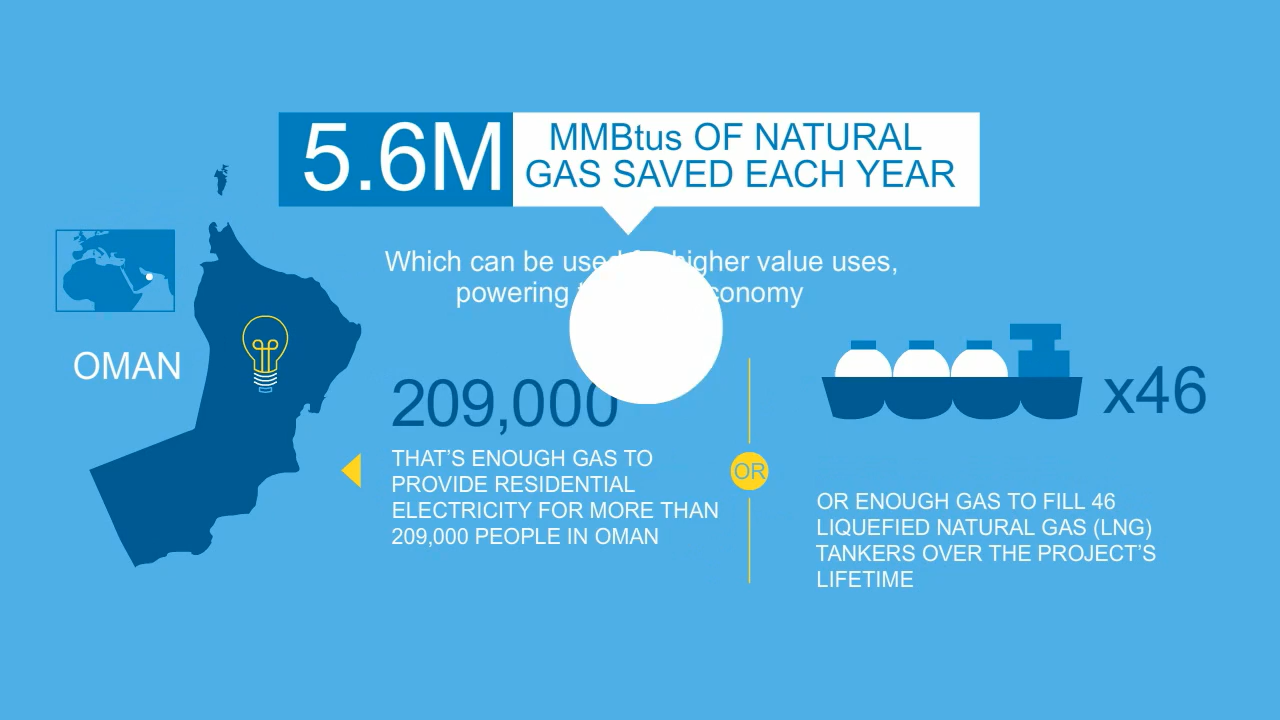 5.6M
MMBtus OF NATURAL
GAS SAVED EACH YEAR
Which can be used higher value uses,
powering
OMAN
209,000
THAT'S ENOUGH GAS TO
PROVIDE RESIDENTIAL
ELECTRICITY FOR MORE THAN
209,000 PEOPLE IN OMAN
OR
x46
OR ENOUGH GAS TO FILL 46
LIQUEFIED NATURAL GAS (LNG)
TANKERS OVER THE PROJECT'S
LIFETIME